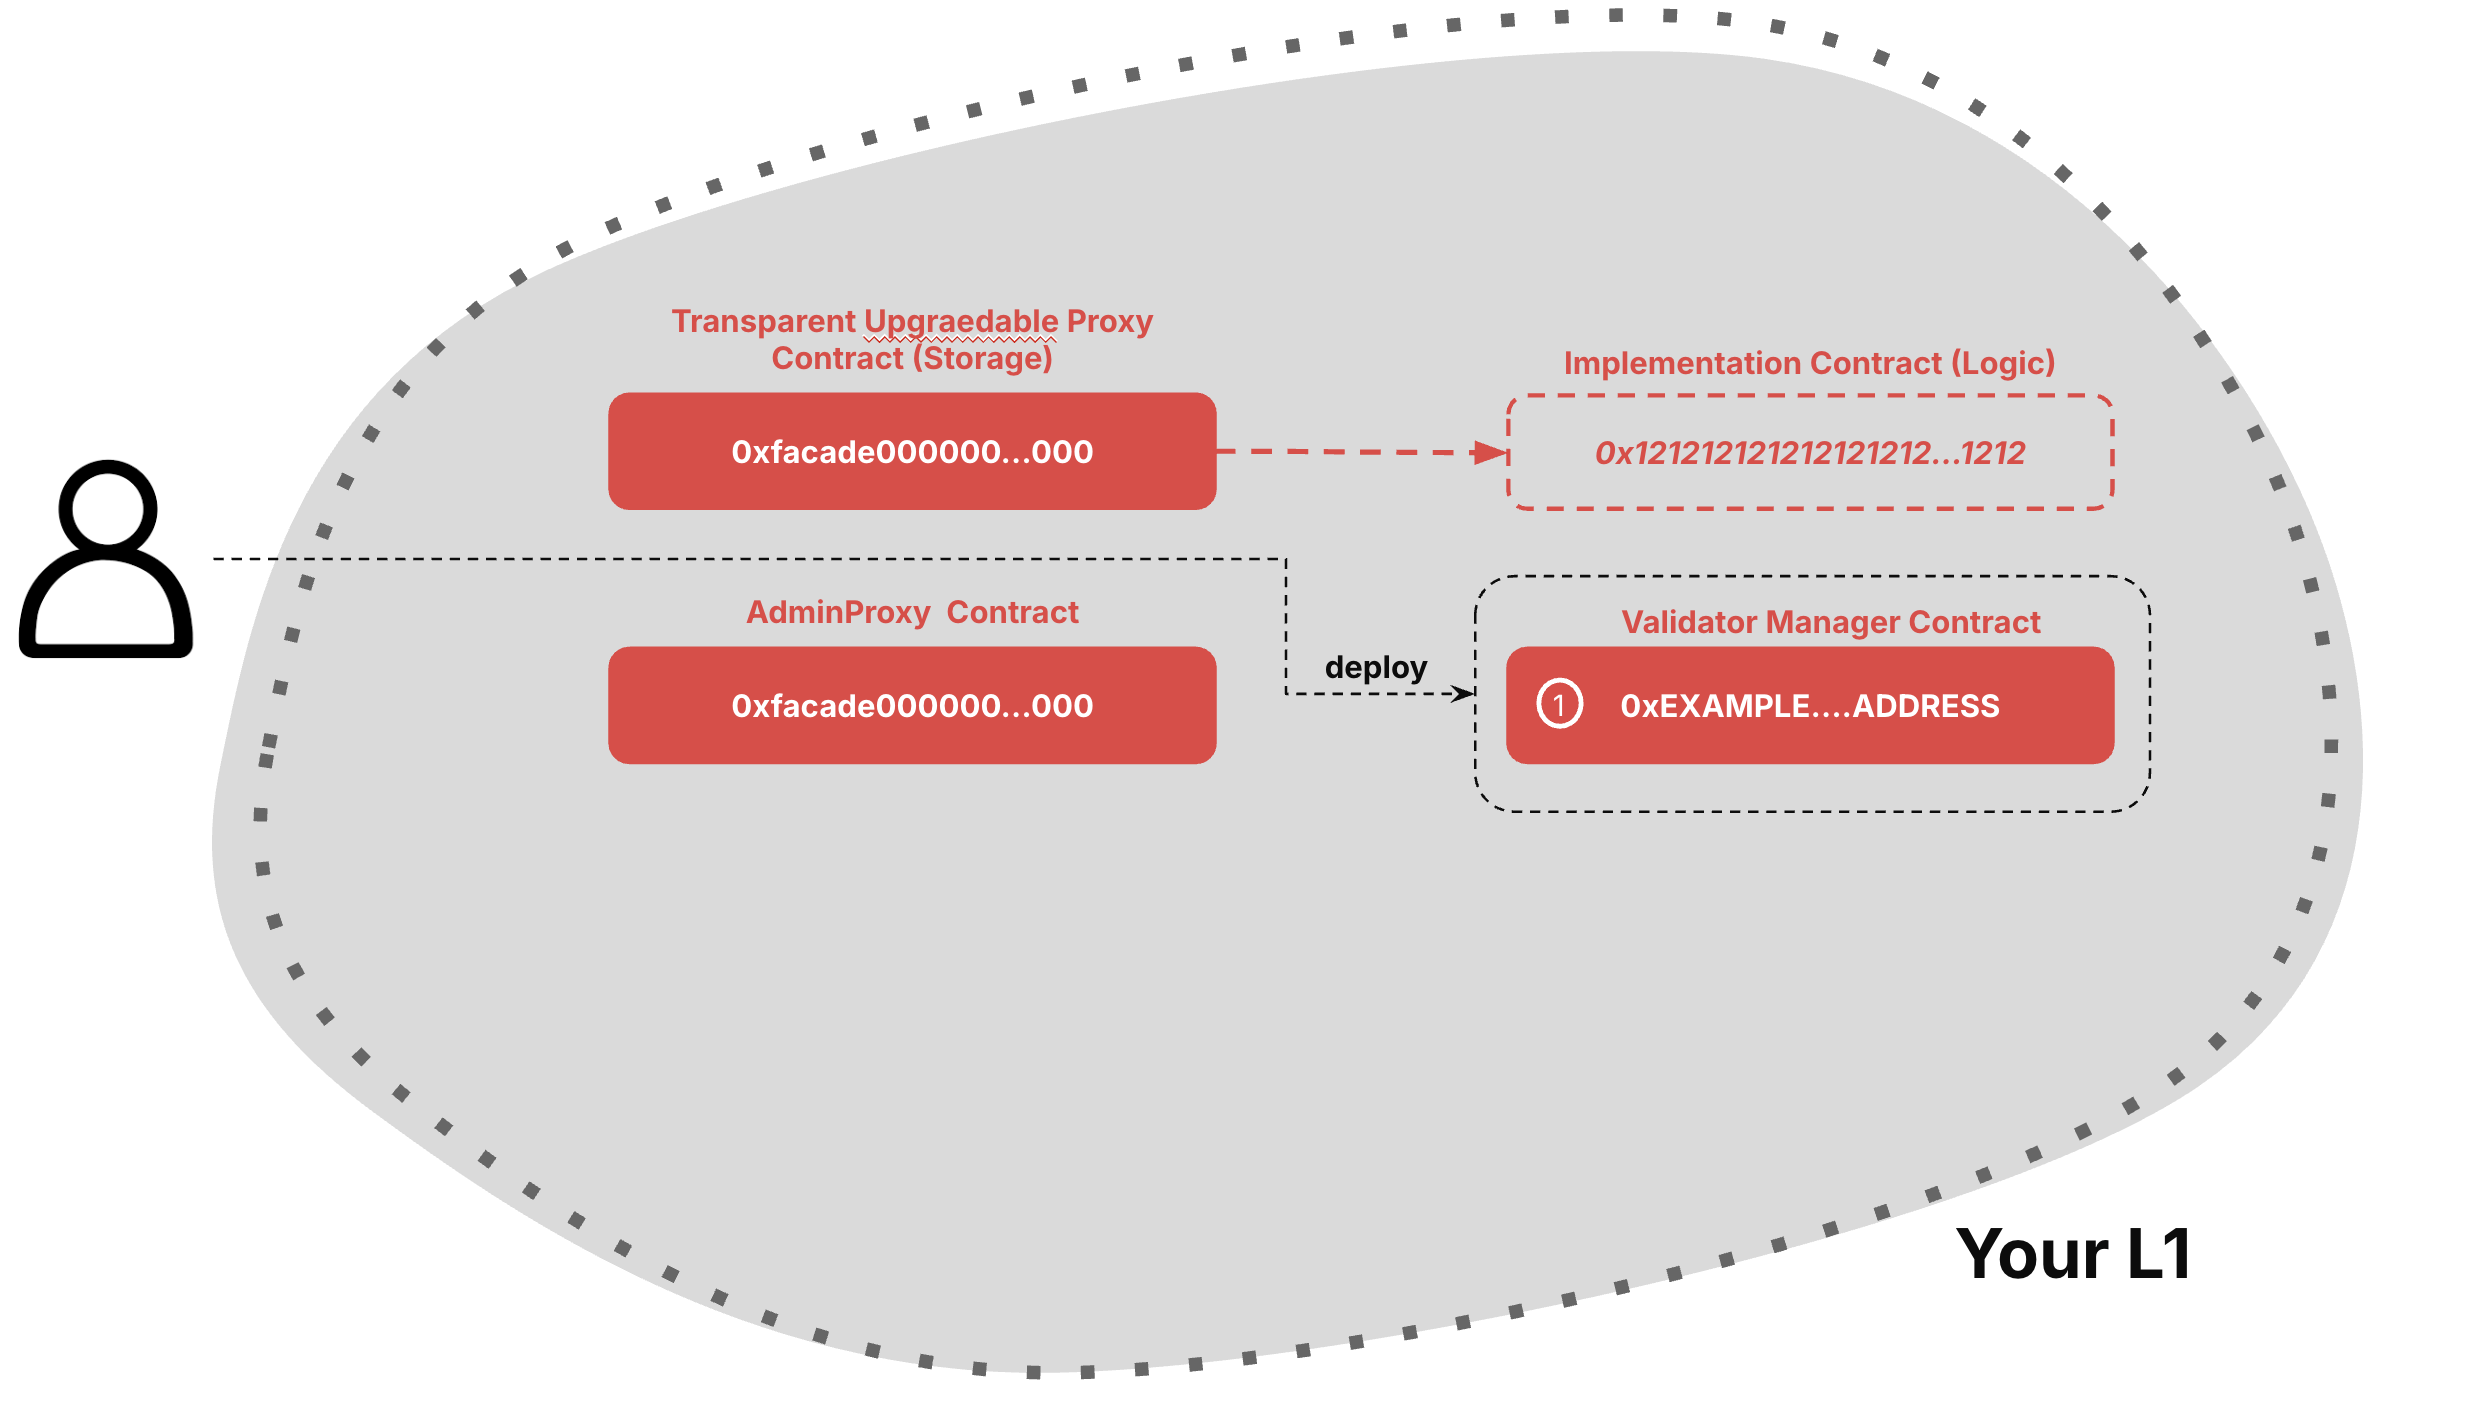 Transparent Upgraedable Proxy
Contract (Storage)
0xfacade000000...000
Implementation Contract (Logic)
0x121212121212121212...1212
AdminProxy  Contract
0xfacade000000...000
deploy
Validator Manager Contract
1 0xEXAMPLE....ADDRESS
Your L1